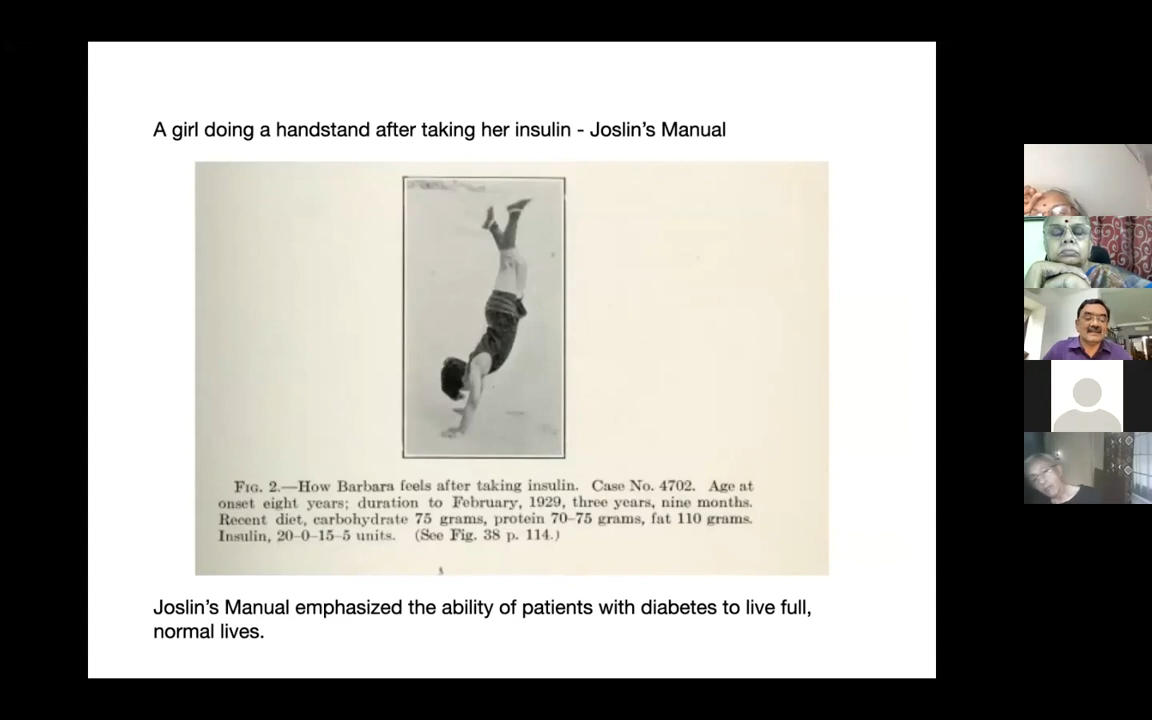 A girl doing a handstand after taking her insulin - Joslin's Manual
FIG. 2.—How Barbara feels after taking insulin. Case No. 4702. Age at
onset eight years; duration to February, 1929, three years, nine months.
Recent diet, carbohydrate 75 grams, protein 70–75 grams, fat 110 grams.
Insulin, 20–0–15–5 units. (See Fig. 38 p. 114.)
Joslin's Manual emphasized the ability of patients with diabetes to live full,
normal lives.